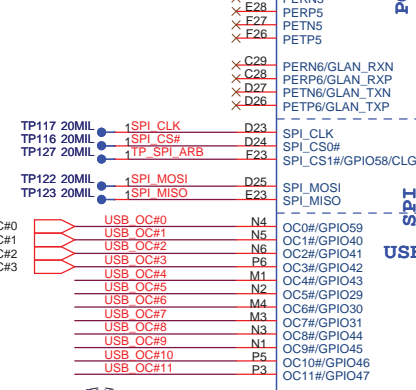 PERN5
E28 PERP5
F27 PETN5
F26 PETP5
C29 PERN6/GLAN_RXN
C28 PERP6/GLAN_RXP
D27 PETN6/GLAN_TXN
D26 PETP6/GLAN_TXP
TP117 20MIL 1 SPI_CLK D23 SPI_CLK
TP116 20MIL 1 SPI_CS# D24 SPI_CS0#
TP127 20MIL 1 TP_SPI_ARB F23 SPI_CS1#/GPIO58/CLG
TP122 20MIL 1 SPI_MOSI D25 SPI_MOSI
TP123 20MIL 1 SPI_MISO E23 SPI_MISO
SPI
C#0 USB_OC#0 N4 OC0#/GPIO59
C#1 USB_OC#1 N5 OC1#/GPIO40
C#2 USB_OC#2 N6 OC2#/GPIO41
C#3 USB_OC#3 P6 OC3#/GPIO42
USB_OC#4 M1 OC4#/GPIO43
USB_OC#5 N2 OC5#/GPIO29
USB_OC#6 M4 OC6#/GPIO30
USB_OC#7 M3 OC7#/GPIO31
USB_OC#8 N3 OC8#/GPIO44
USB_OC#9 N1 OC9#/GPIO45
USB_OC#10 P5 OC10#/GPIO46
USB_OC#11 P3 OC11#/GPIO47
USB